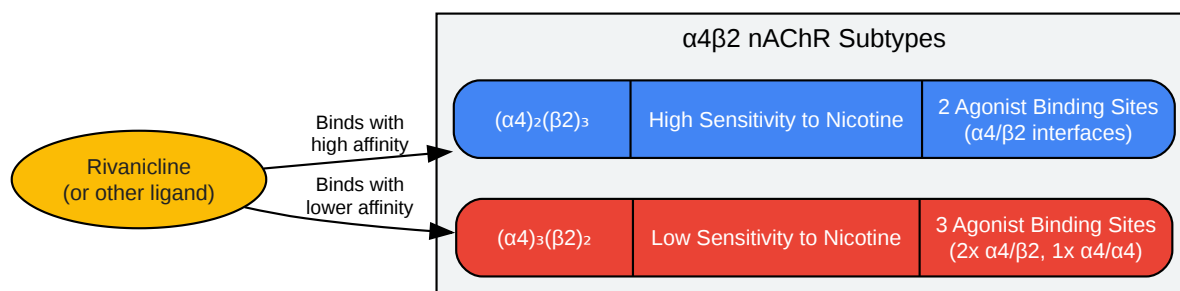 α4β2 nAChR Subtypes
(α4)₂(β2)₃
High Sensitivity to Nicotine
2 Agonist Binding Sites
(α4/β2 interfaces)
Binds with
high affinity
Rivanicline
(or other ligand)
Binds with
lower affinity
(α4)₃(β2)₂
Low Sensitivity to Nicotine
3 Agonist Binding Sites
(2x α4/β2, 1x α4/α4)